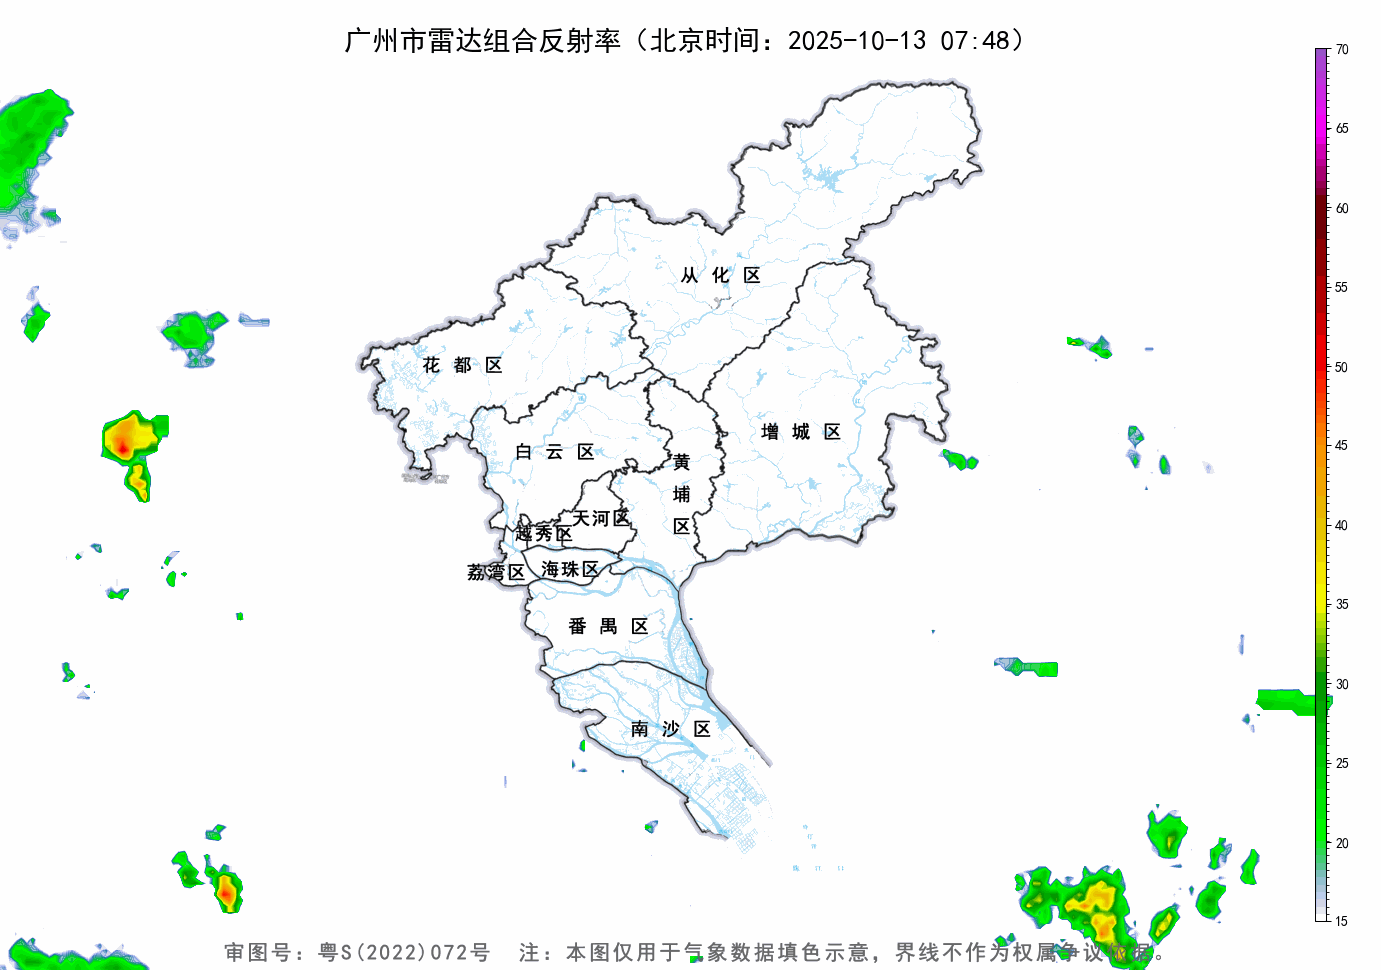 广州市雷达组合反射率（北京时间：2025-10-13 07:48）
70
65
60
55
50
45
40
35
30
25
20
15
从化区
花都区
增城区
白云区
黄埔区
天河区
越秀区
海珠区
荔湾区
番禺区
南沙区
审图号：粤S(2022)072号 注：本图仅用于气象数据填色示意，界线不作为权属争议依据。